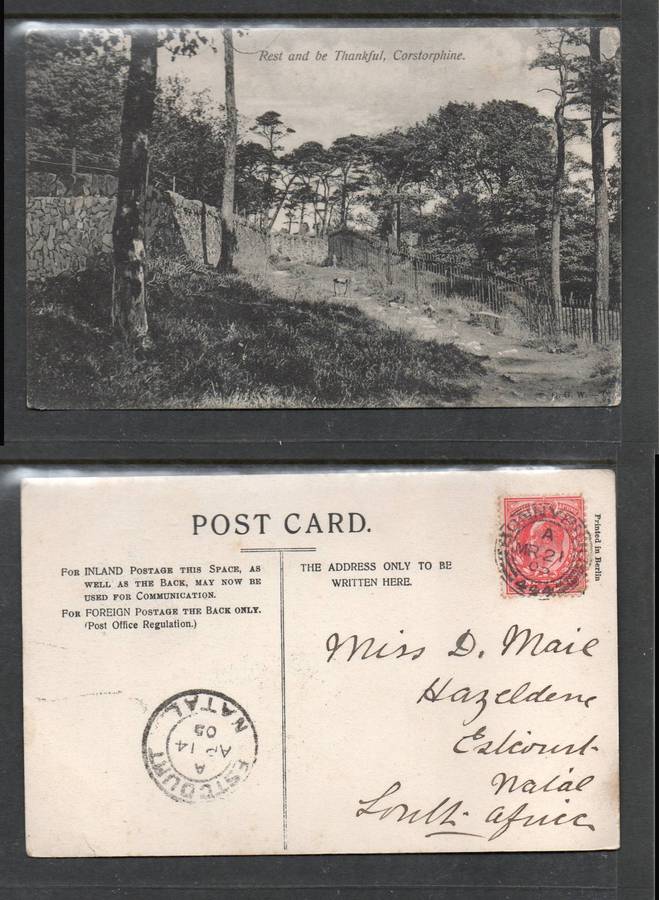 Rest and be Thankful, Corstorphine.
G. W.
POST CARD.
FOR INLAND POSTAGE THIS SPACE, AS
WELL AS THE BACK, MAY NOW BE
USED FOR COMMUNICATION.
FOR FOREIGN POSTAGE THE BACK ONLY.
(Post Office Regulation.)
THE ADDRESS ONLY TO BE
WRITTEN HERE.
Printed in Berlin
A
MR 21
Miss D. Mair
Hazeldene
Estcourt
Natal
South Africa
ESTCOURT
A
AP 14
05
NATAL